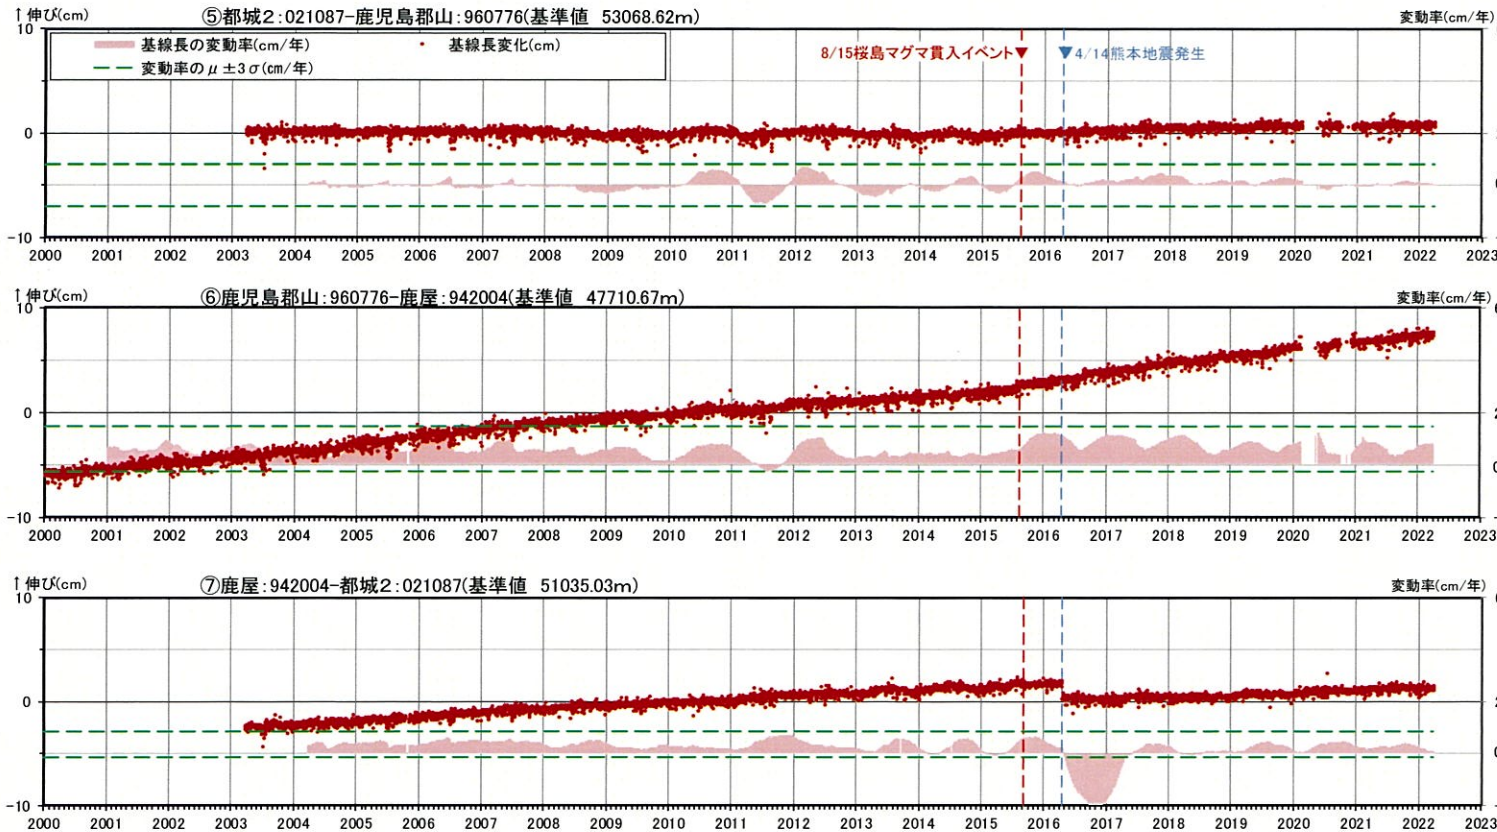 ↑伸び(cm) ⑤都城2:021087-鹿児島郡山:960776(基準値 53068.62m) 変動率(cm/年)
10
基線長の変動率(cm/年) 基線長変化(cm)
変動率のμ±3σ(cm/年)
8/15桜島マグマ貫入イベント▼ ▼4/14熊本地震発生
0
-10
2000 2001 2002 2003 2004 2005 2006 2007 2008 2009 2010 2011 2012 2013 2014 2015 2016 2017 2018 2019 2020 2021 2022 2023
↑伸び(cm) ⑥鹿児島郡山:960776-鹿屋:942004(基準値 47710.67m) 変動率(cm/年)
10
0 2
0
-10
2000 2001 2002 2003 2004 2005 2006 2007 2008 2009 2010 2011 2012 2013 2014 2015 2016 2017 2018 2019 2020 2021 2022 2023
↑伸び(cm) ⑦鹿屋:942004-都城2:021087(基準値 51035.03m) 変動率(cm/年)
10
0 2
0
-10
2000 2001 2002 2003 2004 2005 2006 2007 2008 2009 2010 2011 2012 2013 2014 2015 2016 2017 2018 2019 2020 2021 2022 2023